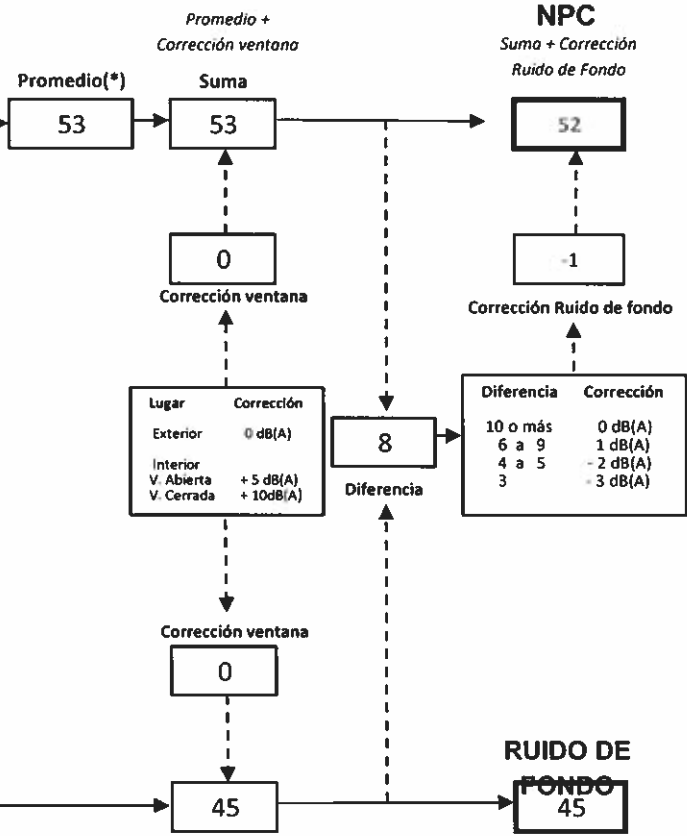 Promedio +
Corrección ventana
NPC
Suma + Corrección
Ruido de Fondo
Promedio(*)
Suma
53
53
52
0
-1
Corrección ventana
Corrección Ruido de fondo
Lugar Corrección
Exterior 0 dB(A)
Interior
V. Abierta + 5 dB(A)
V. Cerrada + 10dB(A)
8
Diferencia
Diferencia Corrección
10 o más 0 dB(A)
6 a 9 1 dB(A)
4 a 5 - 2 dB(A)
3 - 3 dB(A)
Corrección ventana
0
RUIDO DE
FONDO
45
45